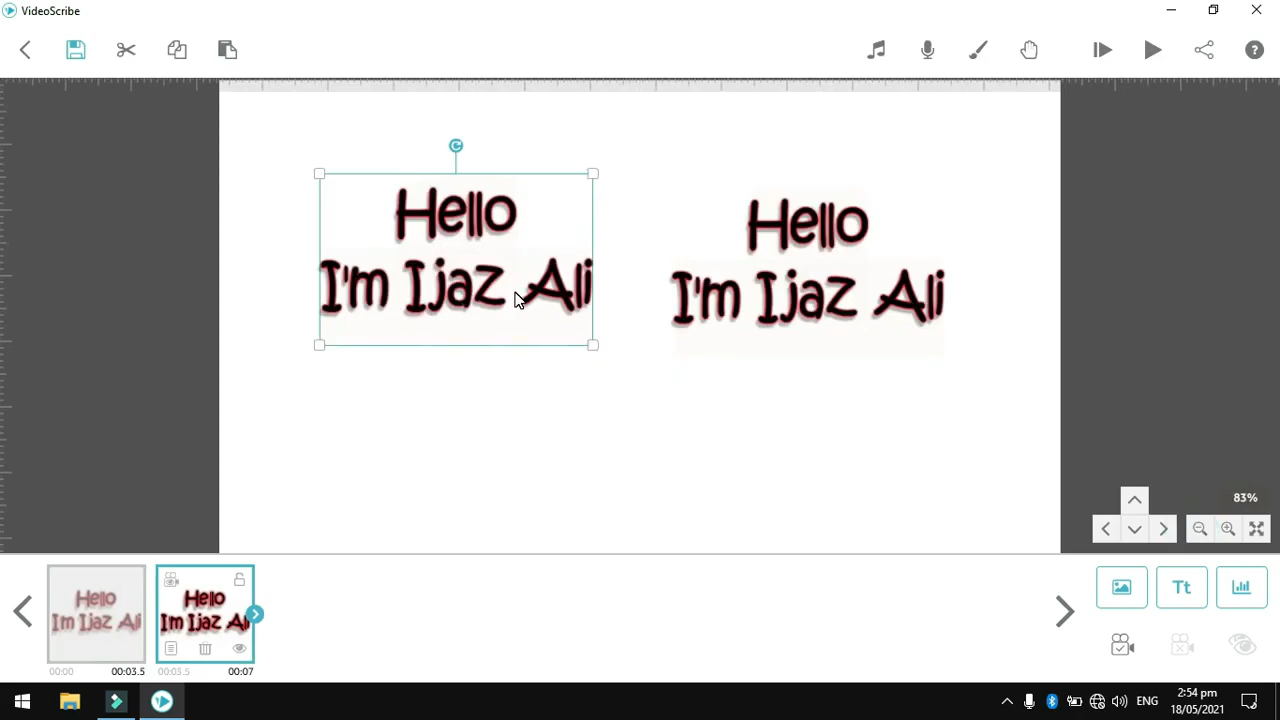 VideoScribe
Hello
I'm Ijaz Ali
Hello
I'm Ijaz Ali
83%
Hello
I'm Ijaz Ali
Hello
I'm Ijaz Ali
00:00
00:03.5
00:03.5
00:07
Tt
ENG
2:54 pm
18/05/2021